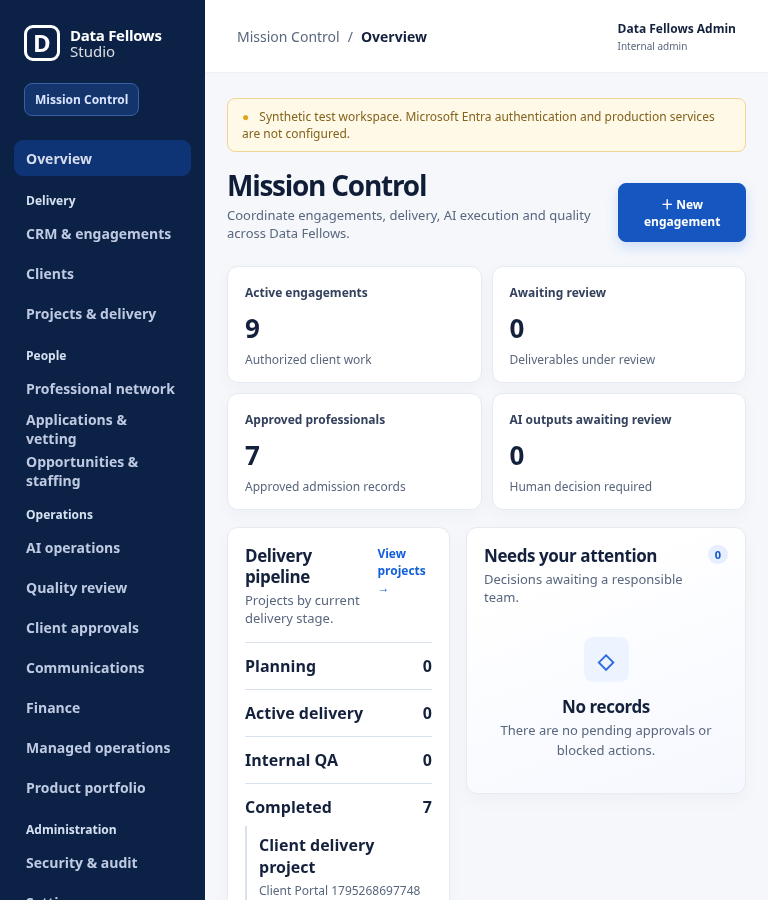 D
Data Fellows
Studio
Mission Control
Overview
Delivery
CRM & engagements
Clients
Projects & delivery
People
Professional network
Applications &
vetting
Opportunities &
staffing
Operations
AI operations
Quality review
Client approvals
Communications
Finance
Managed operations
Product portfolio
Administration
Security & audit
Mission Control / Overview
Data Fellows Admin
Internal admin
Synthetic test workspace. Microsoft Entra authentication and production services
are not configured.
Mission Control
Coordinate engagements, delivery, AI execution and quality
across Data Fellows.
+ New
engagement
Active engagements
9
Authorized client work
Awaiting review
0
Deliverables under review
Approved professionals
7
Approved admission records
AI outputs awaiting review
0
Human decision required
Delivery
pipeline
Projects by current
delivery stage.
View
projects
→
Planning 0
Active delivery 0
Internal QA 0
Completed 7
Client delivery
project
Client Portal 1795268697748
Needs your attention
0
Decisions awaiting a responsible
team.
No records
There are no pending approvals or
blocked actions.